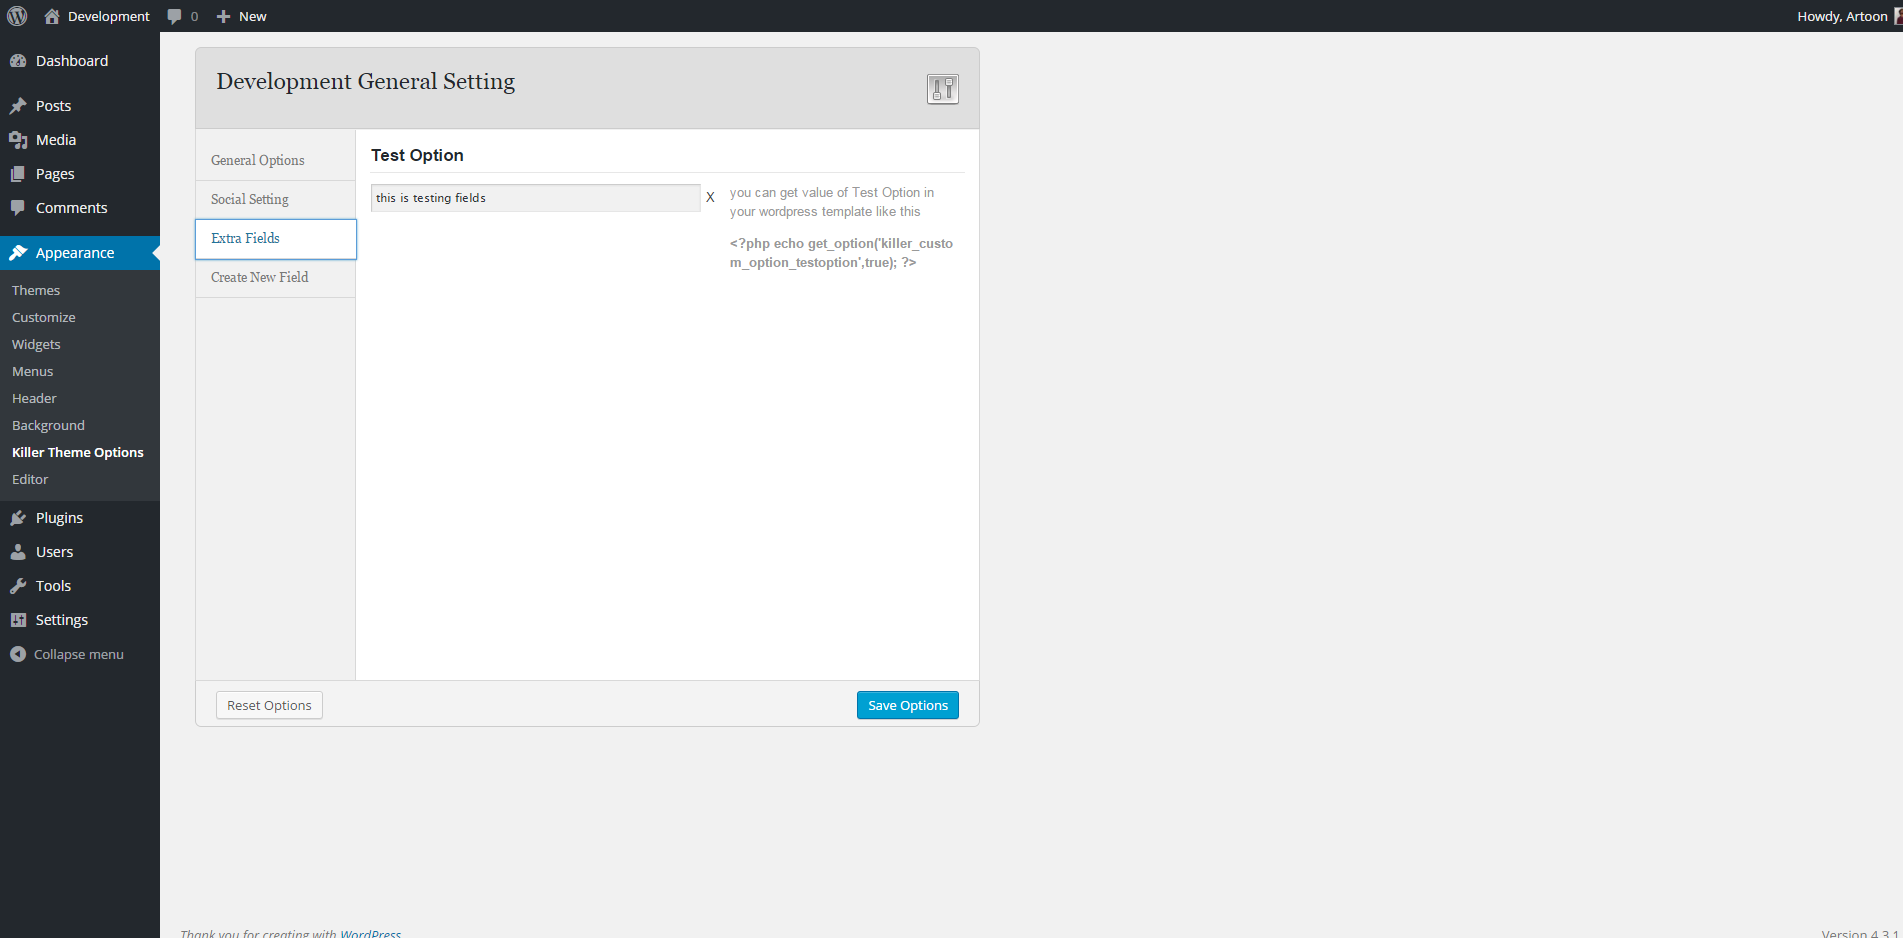 Development
0
New
Howdy, Artoon
Dashboard
Posts
Media
Pages
Comments
Appearance
Themes
Customize
Widgets
Menus
Header
Background
Killer Theme Options
Editor
Plugins
Users
Tools
Settings
Collapse menu
Development General Setting
General Options
Social Setting
Extra Fields
Create New Field
Test Option
this is testing fields
X
you can get value of Test Option in
your wordpress template like this
<?php echo get_option('killer_custo
m_option_testoption',true); ?>
Reset Options
Save Options
Thank you for creating with WordPress
Version 4.3.1